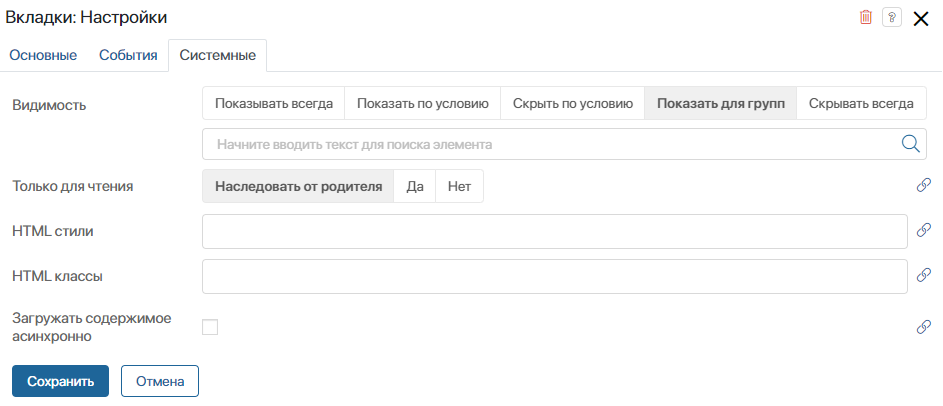 Вкладки: Настройки
Основные События Системные
Видимость Показывать всегда Показать по условию Скрыть по условию Показать для групп Скрывать всегда
Начните вводить текст для поиска элемента
Только для чтения Наследовать от родителя Да Нет
HTML стили
HTML классы
Загружать содержимое
асинхронно
Сохранить Отмена